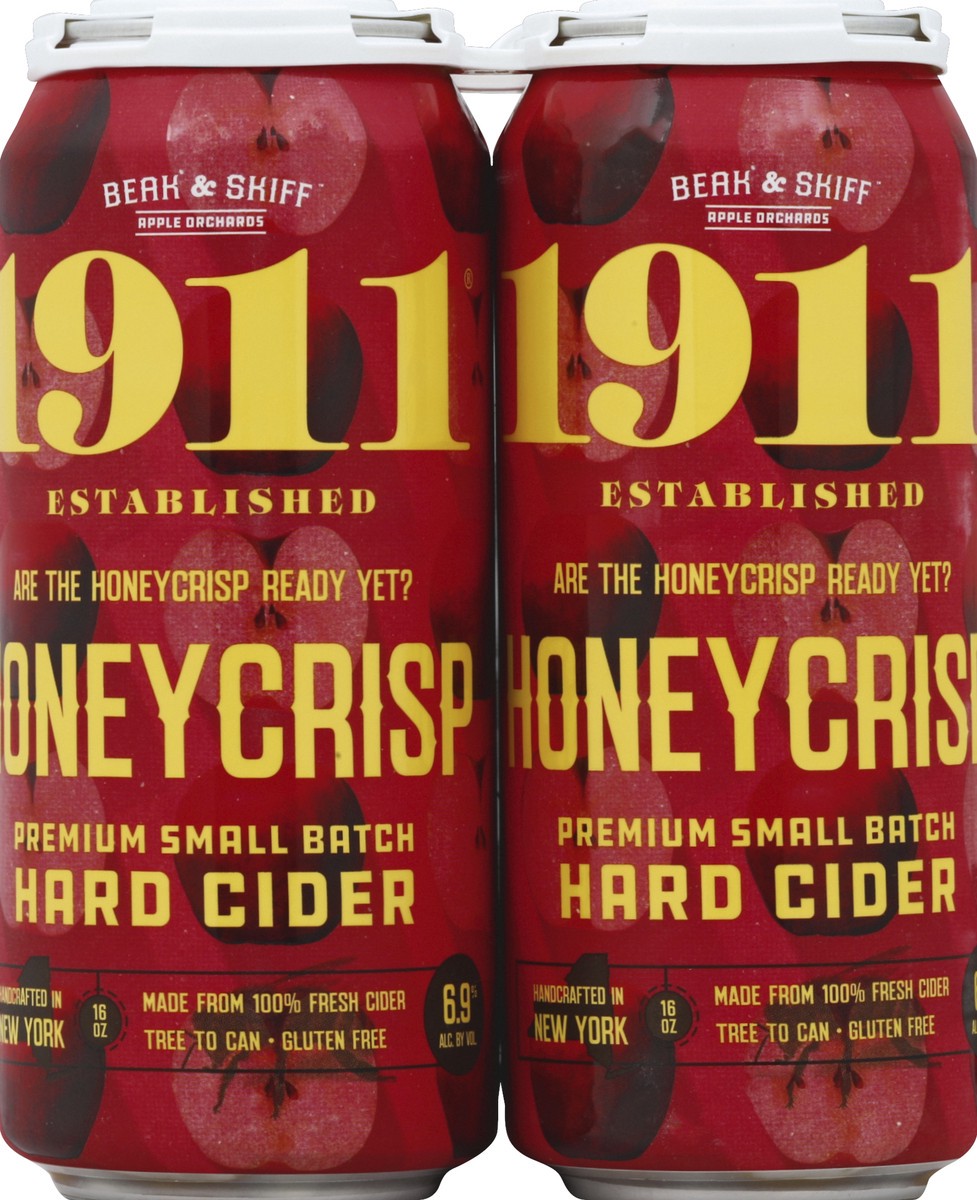 BEAK & SKIFF™
APPLE ORCHARDS
1911®
ESTABLISHED
ARE THE HONEYCRISP READY YET?
HONEYCRISP
PREMIUM SMALL BATCH
HARD CIDER
HANDCRAFTED IN
NEW YORK
16
OZ
MADE FROM 100% FRESH CIDER
TREE TO CAN • GLUTEN FREE
6.9%
ALC. BY VOL.
BEAK & SKIFF™
APPLE ORCHARDS
1911
ESTABLISHED
ARE THE HONEYCRISP READY YET?
HONEYCRISP
PREMIUM SMALL BATCH
HARD CIDER
HANDCRAFTED IN
NEW YORK
16
OZ
MADE FROM 100% FRESH CIDER
TREE TO CAN • GLUTEN FREE